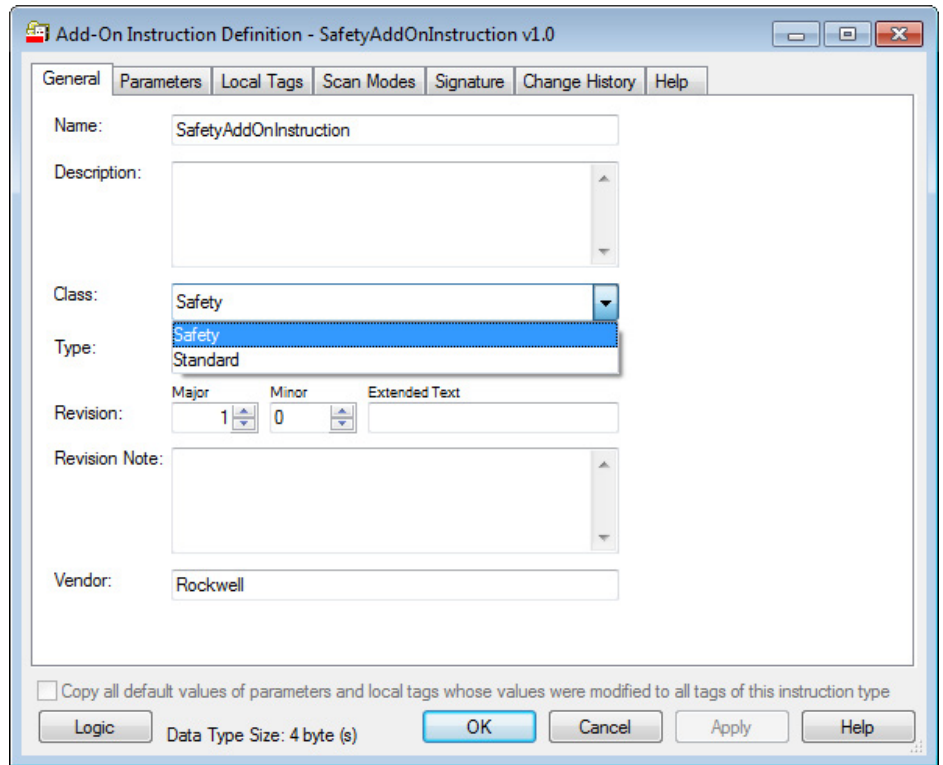 Add-On Instruction Definition - SafetyAddOnInstruction v1.0
General Parameters Local Tags Scan Modes Signature Change History Help
Name: SafetyAddOnInstruction
Description:
Class: Safety
Safety
Type: Standard
Major Minor Extended Text
Revision: 1 0
Revision Note:
Vendor: Rockwell
Copy all default values of parameters and local tags whose values were modified to all tags of this instruction type
Logic Data Type Size: 4 byte (s) OK Cancel Apply Help